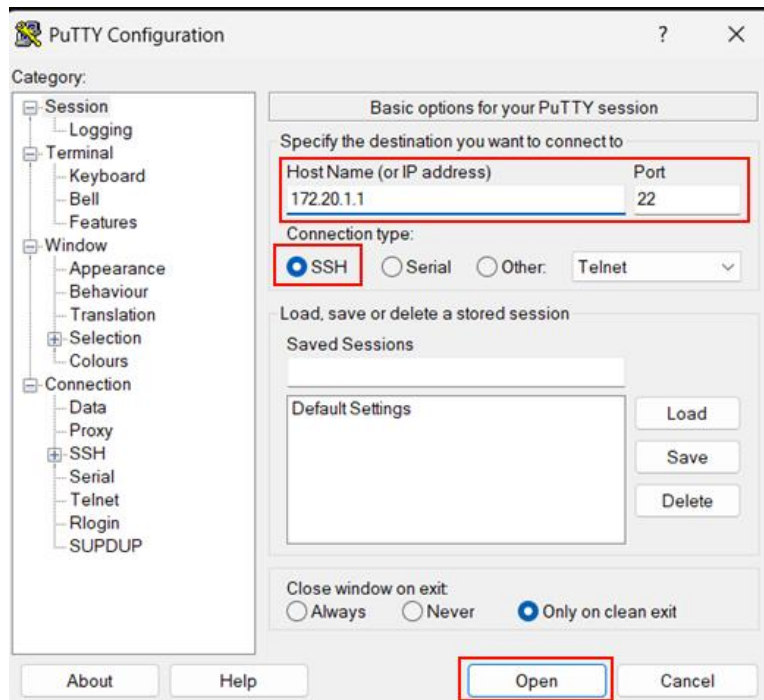 PuTTY Configuration
?
Category:
Session
Logging
Terminal
Keyboard
Bell
Features
Window
Appearance
Behaviour
Translation
Selection
Colours
Connection
Data
Proxy
SSH
Serial
Telnet
Rlogin
SUPDUP
Basic options for your PuTTY session
Specify the destination you want to connect to
Host Name (or IP address) Port
172.20.1.1 22
Connection type:
SSH Serial Other: Telnet
Load, save or delete a stored session
Saved Sessions
Default Settings
Load
Save
Delete
Close window on exit:
Always Never Only on clean exit
About Help Open Cancel